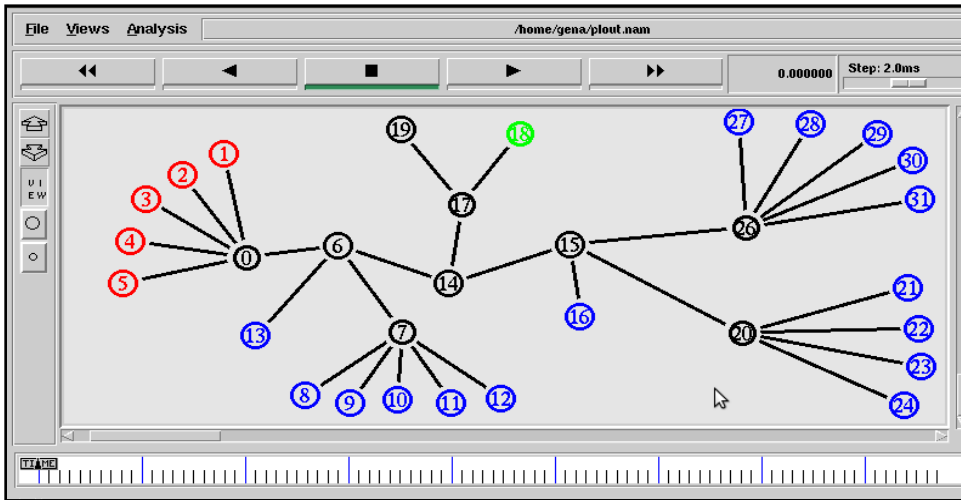 File Views Analysis /home/gena/plout.nam
0.000000 Step: 2.0ms
VI
EW
19 18 27 28 29
1 30
2
3 17 31
26
4 0 6 15
5 14 21
13 7 16 20 22
23
8 9 10 11 12 24
TIME